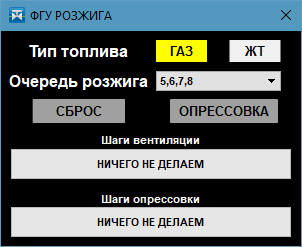 ФГУ РОЗЖИГА
Тип топлива ГАЗ ЖТ
Очередь розжига 5,6,7,8
СБРОС ОПРЕССОВКА
Шаги вентиляции
НИЧЕГО НЕ ДЕЛАЕМ
Шаги опрессовки
НИЧЕГО НЕ ДЕЛАЕМ